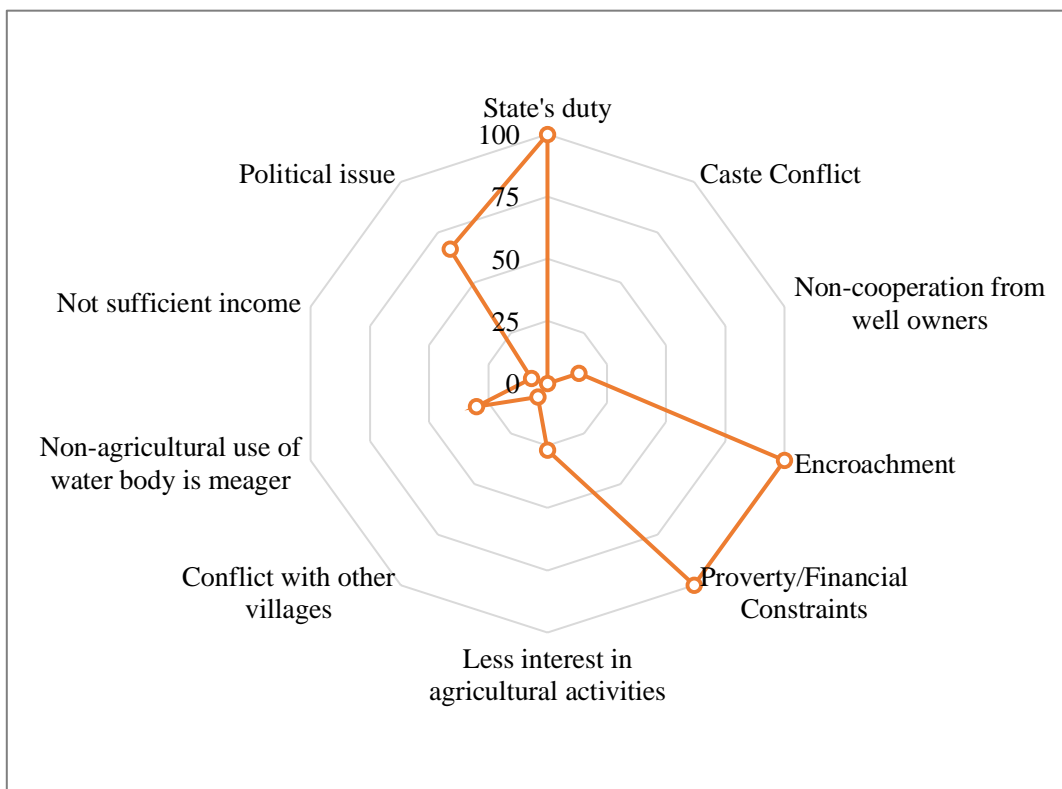 State's duty
100
Political issue
Caste Conflict
75
Non-cooperation from
well owners
50
Not sufficient income
25
0
Non-agricultural use of
water body is meager
Encroachment
Conflict with other
villages
Proverty/Financial
Constraints
Less interest in
agricultural activities